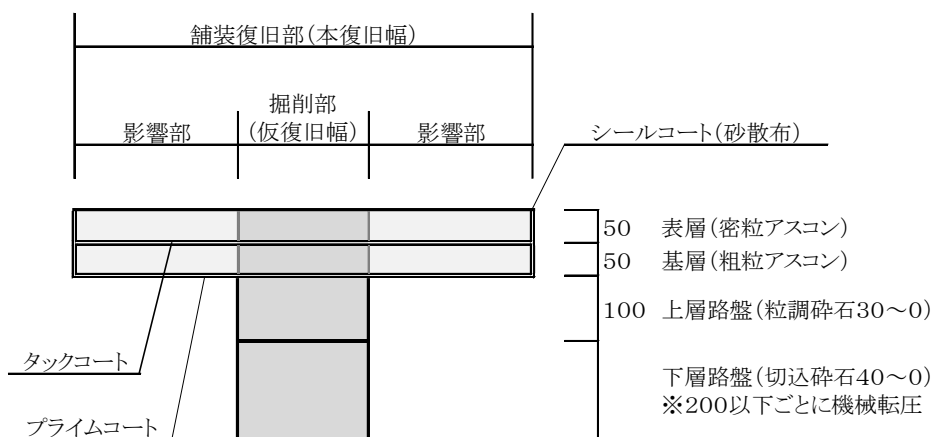 舗装復旧部(本復旧幅)
掘削部
影響部
(仮復旧幅)
影響部
シールコート(砂散布)
50 表層(密粒アスコン)
50 基層(粗粒アスコン)
100 上層路盤(粒調砕石30～0)
タックコート
下層路盤(切込砕石40～0)
※200以下ごとに機械転圧
プライムコート